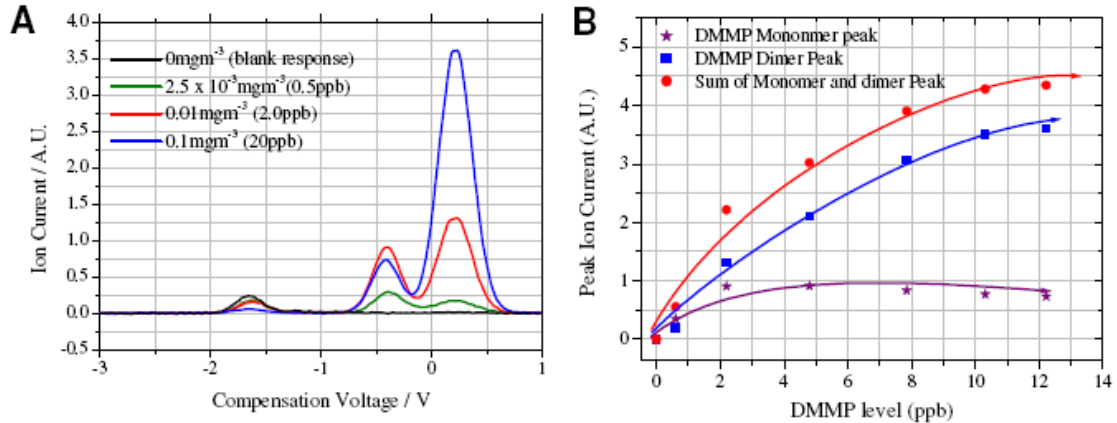 A
4.0
3.5
3.0
2.5
2.0
1.5
1.0
0.5
0.0
-0.5
Ion Current / A.U.
0mgm⁻³ (blank response)
2.5 x 10⁻³mgm⁻³(0.5ppb)
0.01mgm⁻³ (2.0ppb)
0.1mgm⁻³ (20ppb)
-3 -2 -1 0 1
Compensation Voltage / V
B
5
4
3
2
1
0
Peak Ion Current (A.U.)
DMMP Mononmer peak
DMMP Dimer Peak
Sum of Monomer and dimer Peak
0 2 4 6 8 10 12 14
DMMP level (ppb)